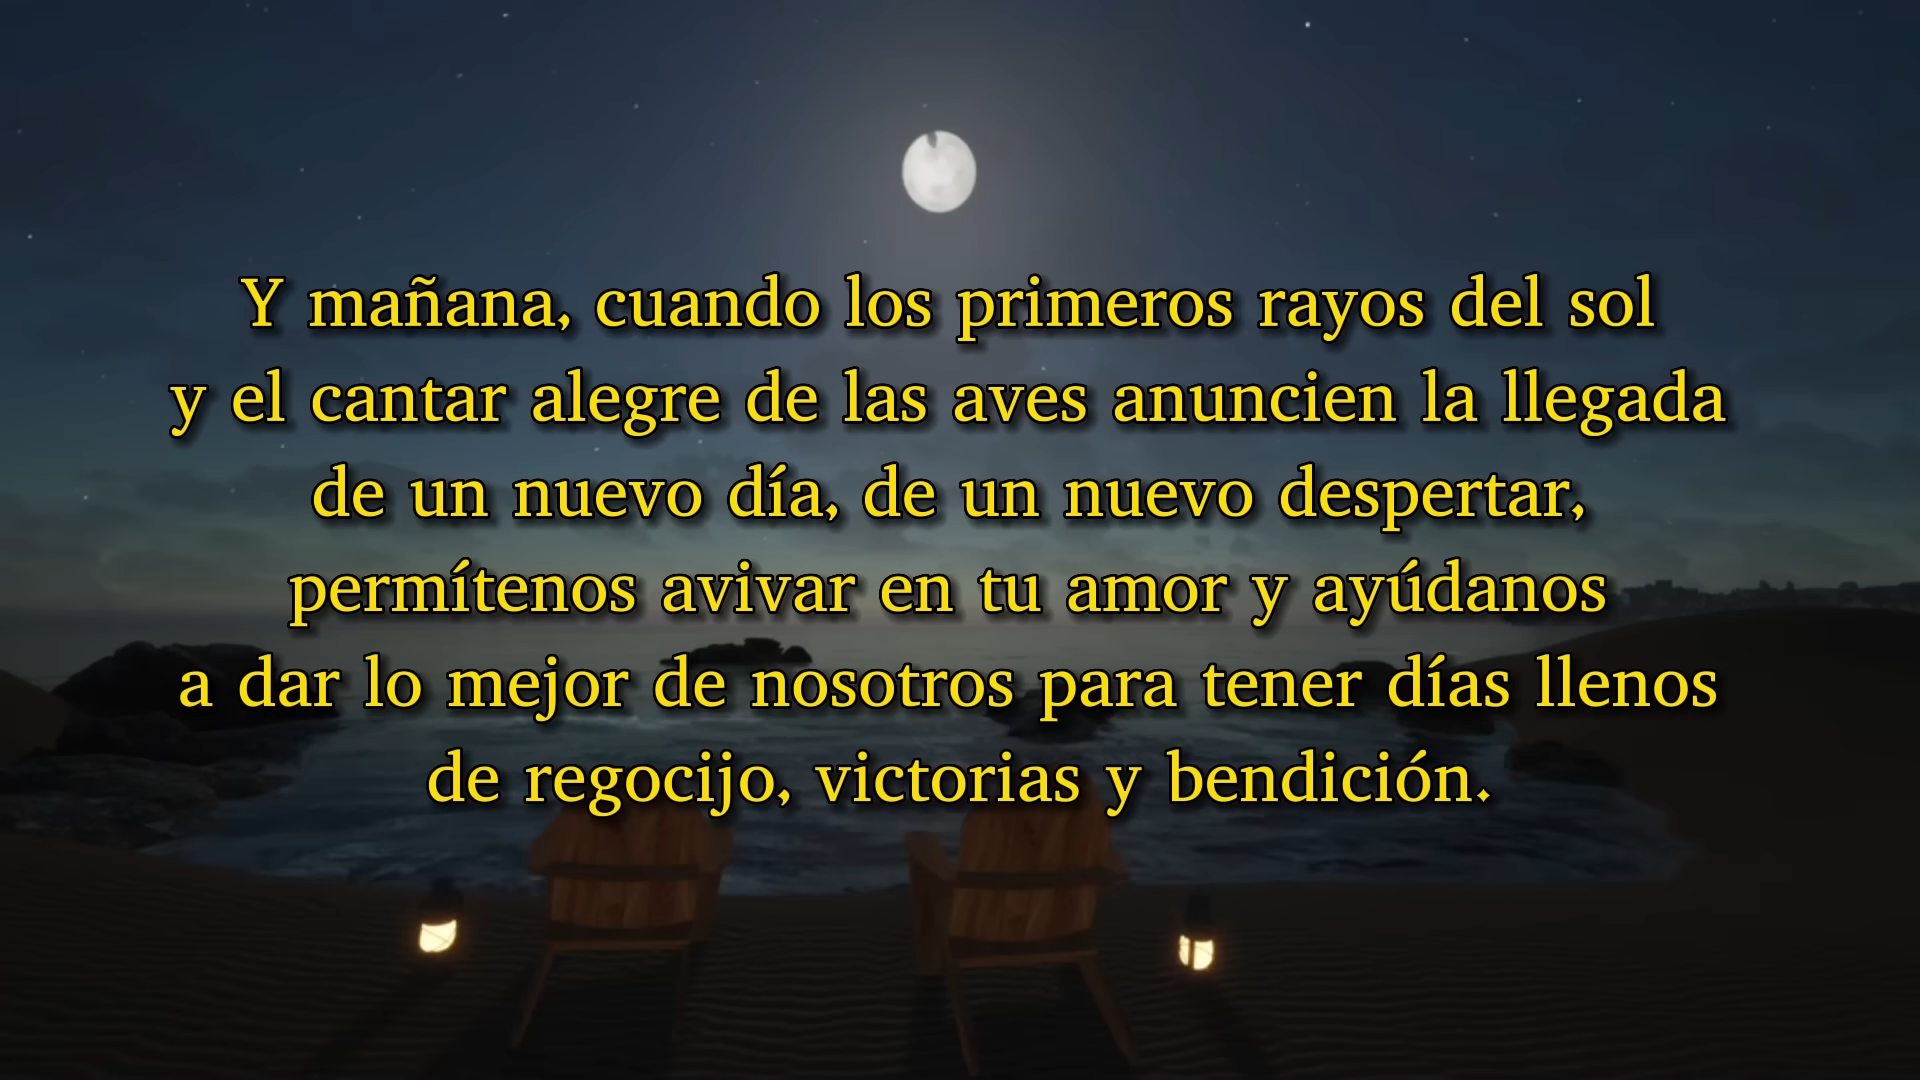 Y mañana, cuando los primeros rayos del sol
y el cantar alegre de las aves anuncien la llegada
de un nuevo día, de un nuevo despertar,
permítenos avivar en tu amor y ayúdanos
a dar lo mejor de nosotros para tener días llenos
de regocijo, victorias y bendición.